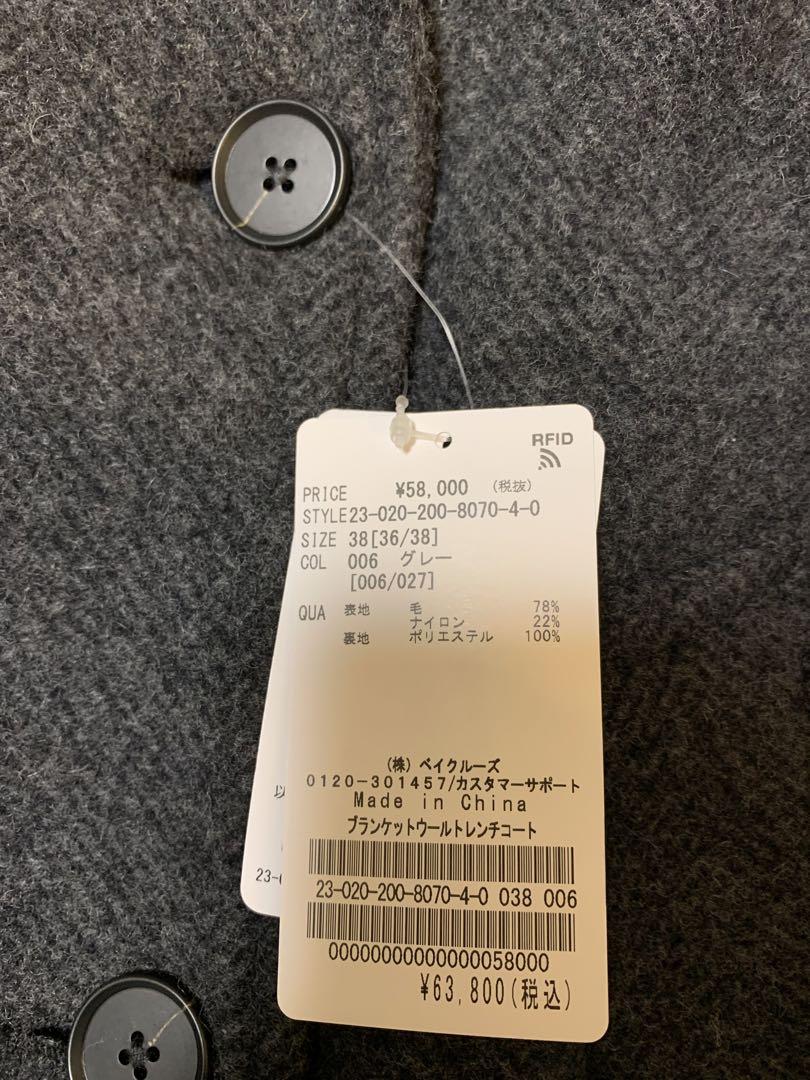 RFID
PRICE ¥58,000 (税抜)
STYLE23-020-200-8070-4-0
SIZE 38[36/38]
COL 006 グレー
[006/027]
QUA 表地 毛 78%
ナイロン 22%
裏地 ポリエステル 100%
(株)ベイクルーズ
0120-301457/カスタマーサポート
Made in China
ブランケットウールトレンチコート
23-020-200-8070-4-0 038 006
00000000000000058000
¥63,800(税込)
以
23-